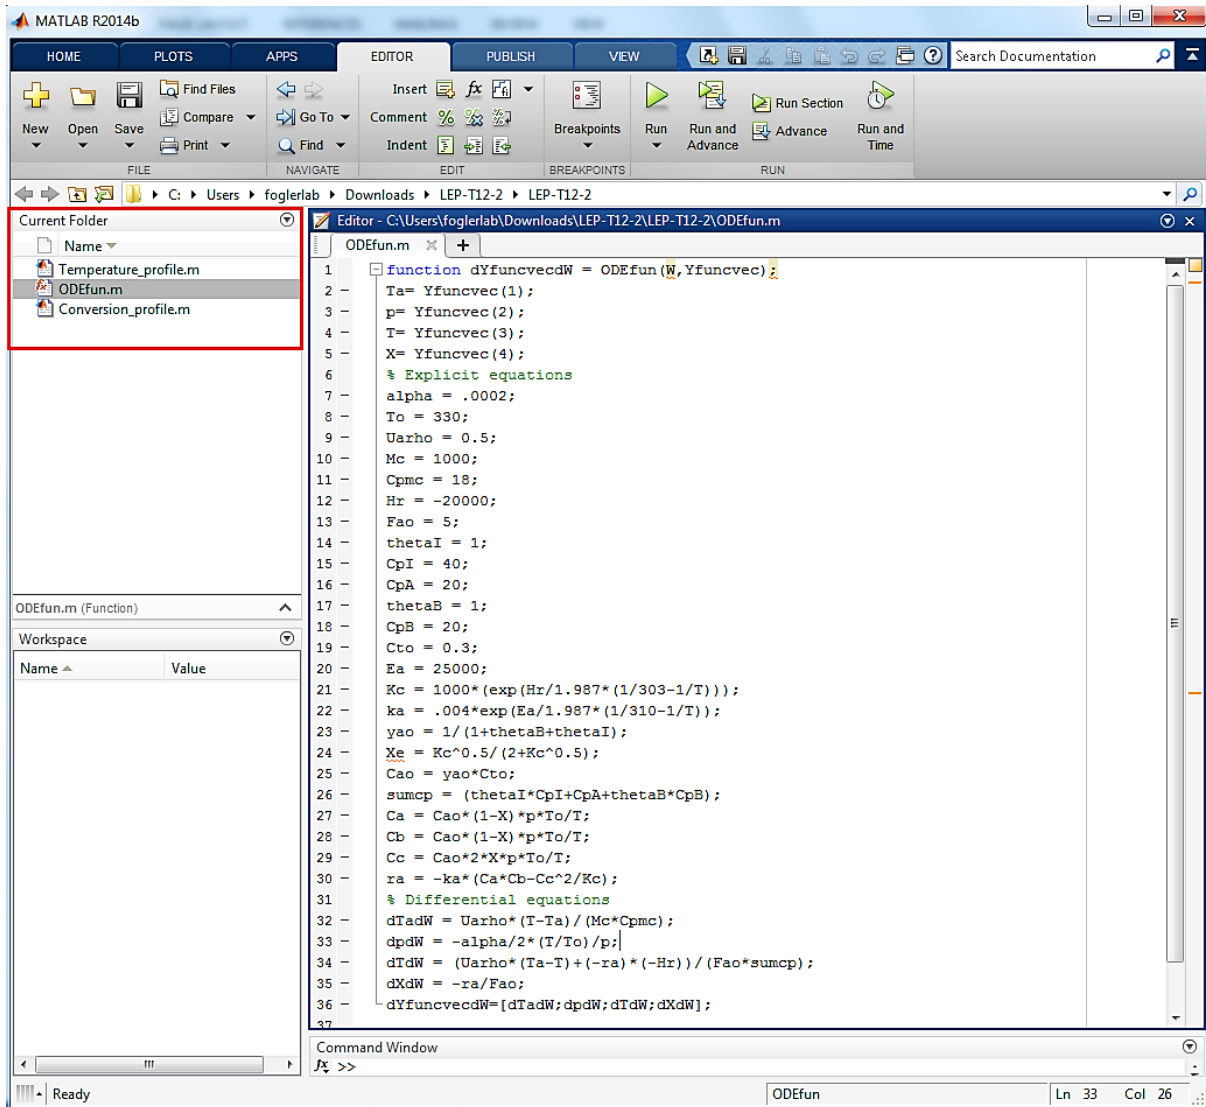 MATLAB R2014b
HOME PLOTS APPS EDITOR PUBLISH VIEW Search Documentation
New Open Save Find Files Compare Print
Go To Find
Insert fx
Comment
Indent
Breakpoints Run Run and Advance Run Section Advance Run and Time
FILE NAVIGATE EDIT BREAKPOINTS RUN
C: Users foglerlab Downloads LEP-T12-2 LEP-T12-2
Current Folder
Name
Temperature_profile.m
ODEfun.m
Conversion_profile.m
ODEfun.m (Function)
Workspace
Name Value
Editor - C:\Users\foglerlab\Downloads\LEP-T12-2\LEP-T12-2\ODEfun.m
ODEfun.m
1 function dYfuncvecdW = ODEfun(W,Yfuncvec);
2 - Ta= Yfuncvec(1);
3 - p= Yfuncvec(2);
4 - T= Yfuncvec(3);
5 - X= Yfuncvec(4);
6 % Explicit equations
7 - alpha = .0002;
8 - To = 330;
9 - Uarho = 0.5;
10 - Mc = 1000;
11 - Cpmc = 18;
12 - Hr = -20000;
13 - Fao = 5;
14 - thetaI = 1;
15 - CpI = 40;
16 - CpA = 20;
17 - thetaB = 1;
18 - CpB = 20;
19 - Cto = 0.3;
20 - Ea = 25000;
21 - Kc = 1000*(exp(Hr/1.987*(1/303-1/T)));
22 - ka = .004*exp(Ea/1.987*(1/310-1/T));
23 - yao = 1/(1+thetaB+thetaI);
24 - Xe = Kc^0.5/(2+Kc^0.5);
25 - Cao = yao*Cto;
26 - sumcp = (thetaI*CpI+CpA+thetaB*CpB);
27 - Ca = Cao*(1-X)*p*To/T;
28 - Cb = Cao*(1-X)*p*To/T;
29 - Cc = Cao*2*X*p*To/T;
30 - ra = -ka*(Ca*Cb-Cc^2/Kc);
31 % Differential equations
32 - dTadW = Uarho*(T-Ta)/(Mc*Cpmc);
33 - dpdW = -alpha/2*(T/To)/p;
34 - dTdW = (Uarho*(Ta-T)+(-ra)*(-Hr))/(Fao*sumcp);
35 - dXdW = -ra/Fao;
36 - dYfuncvecdW=[dTadW;dpdW;dTdW;dXdW];
37
Command Window
fx >>
Ready ODEfun Ln 33 Col 26